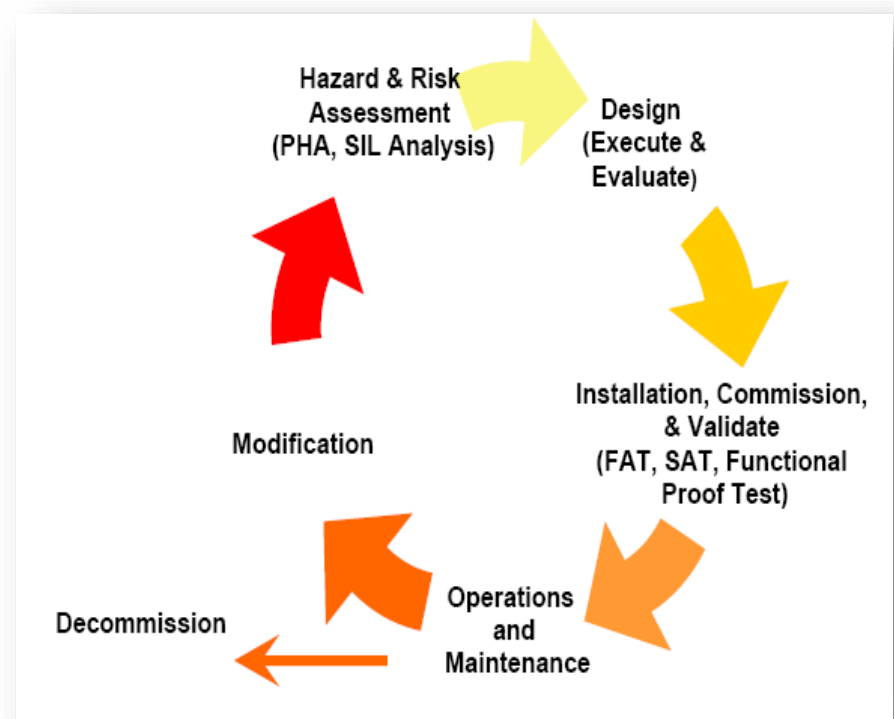 Hazard & Risk
Assessment
(PHA, SIL Analysis)
Design
(Execute &
Evaluate)
Installation, Commission,
& Validate
(FAT, SAT, Functional
Proof Test)
Operations
and
Maintenance
Modification
Decommission